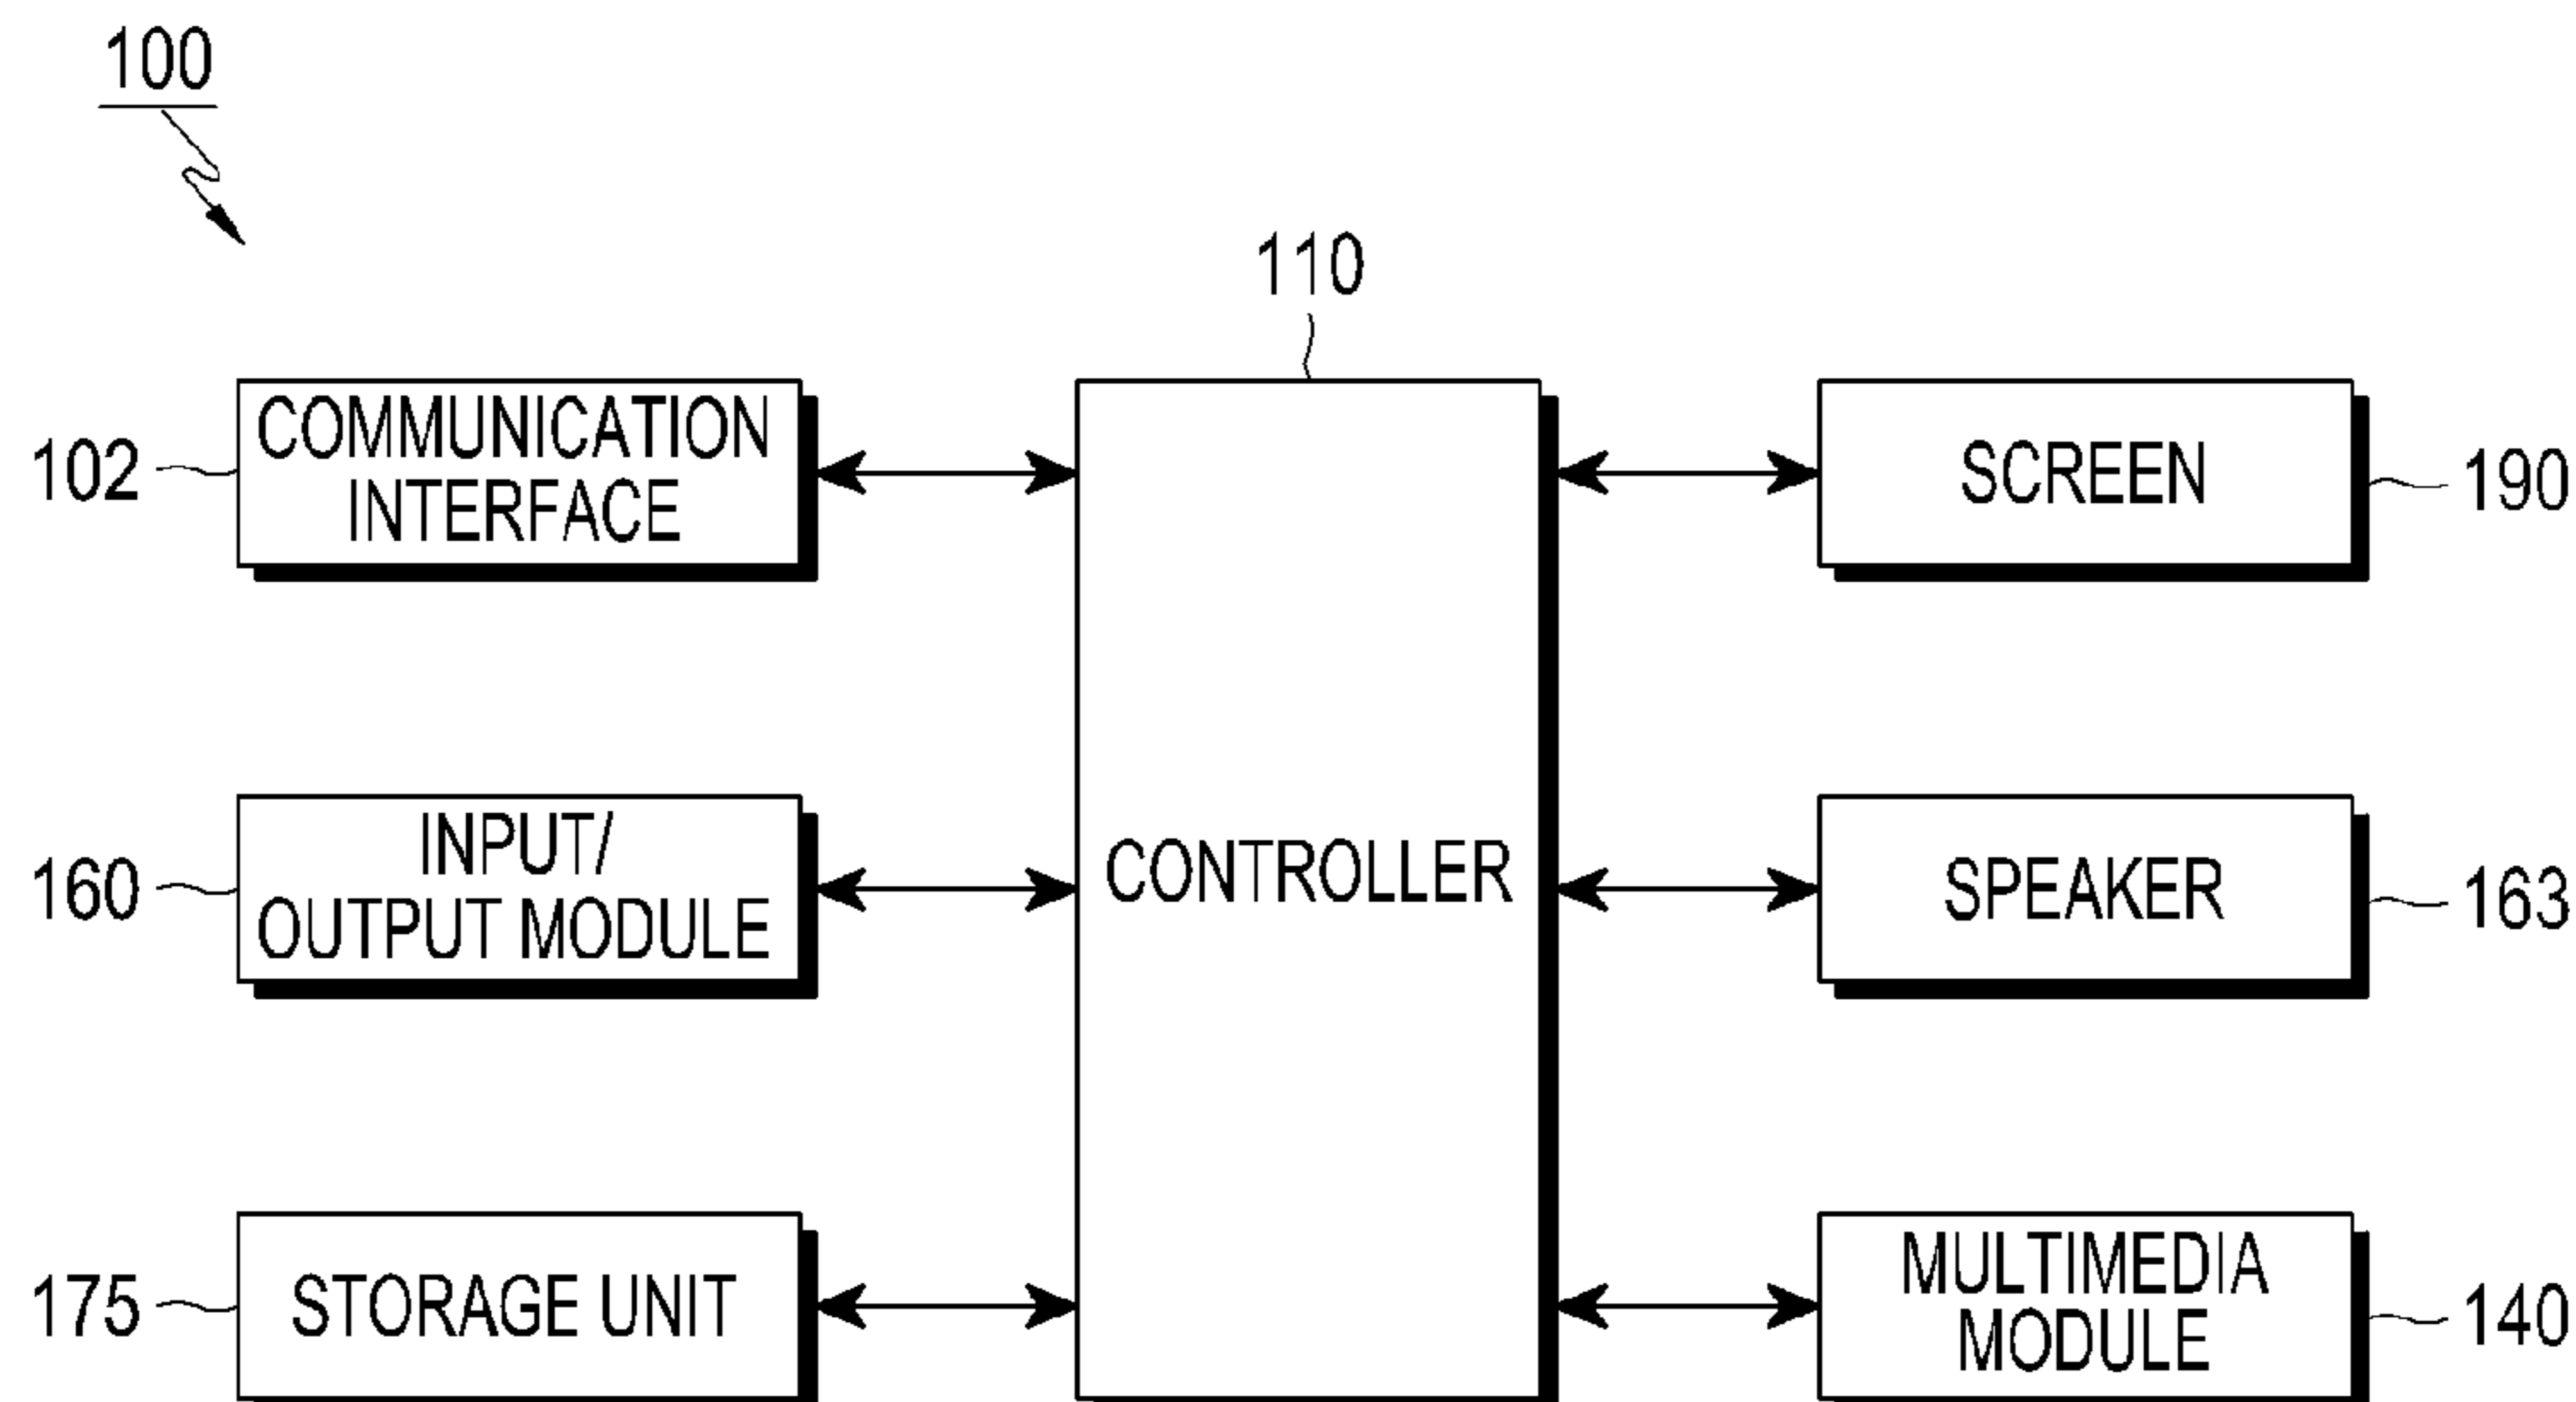 100
110
102
COMMUNICATION
INTERFACE
SCREEN
190
160
INPUT/
OUTPUT MODULE
CONTROLLER
SPEAKER
163
175
STORAGE UNIT
MULTIMEDIA
MODULE
140